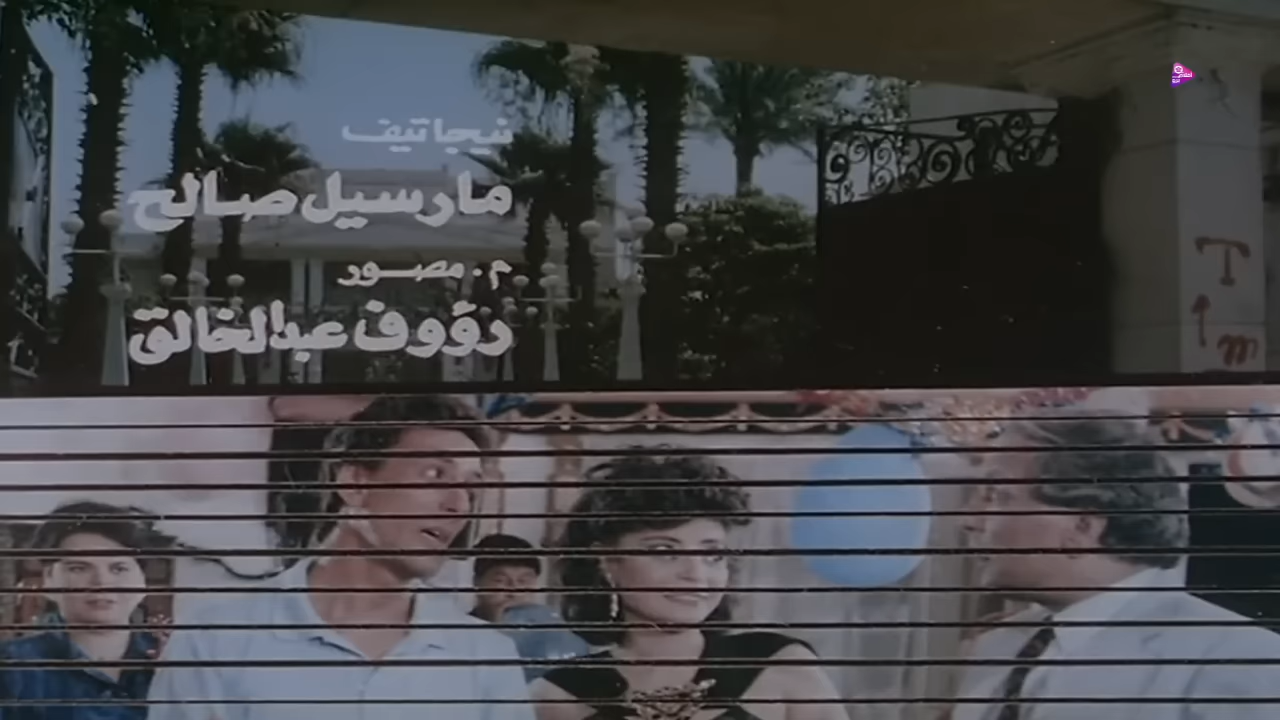 نيجاتيف
مارسيل صالح
م. مصور
رؤوف عبدالخالق
T
m